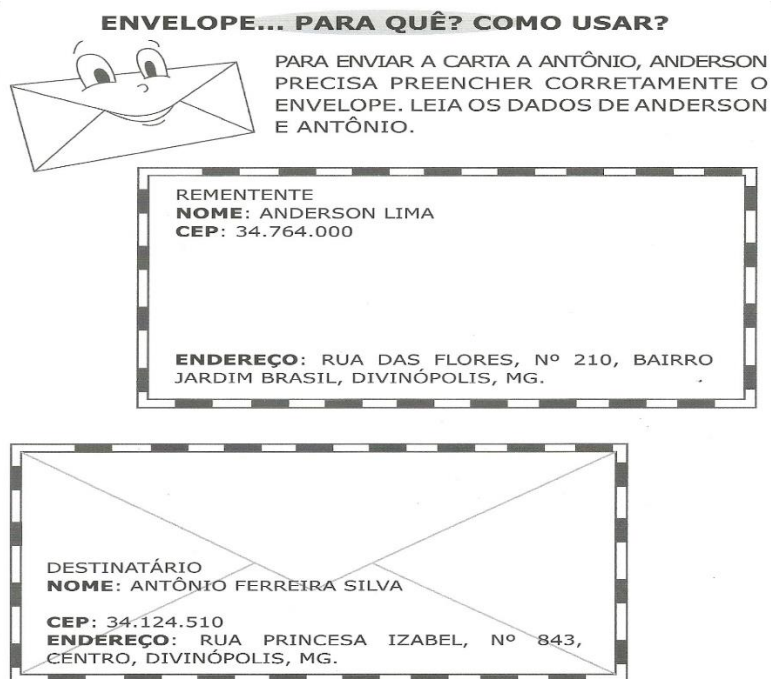 ENVELOPE... PARA QUÊ? COMO USAR?
PARA ENVIAR A CARTA A ANTÔNIO, ANDERSON
PRECISA PREENCHER CORRETAMENTE O
ENVELOPE. LEIA OS DADOS DE ANDERSON
E ANTÔNIO.
REMENTENTE
NOME: ANDERSON LIMA
CEP: 34.764.000
ENDEREÇO: RUA DAS FLORES, Nº 210, BAIRRO
JARDIM BRASIL, DIVINÓPOLIS, MG.
DESTINATÁRIO
NOME: ANTÔNIO FERREIRA SILVA
CEP: 34.124.510
ENDEREÇO: RUA PRINCESA IZABEL, Nº 843,
CENTRO, DIVINÓPOLIS, MG.